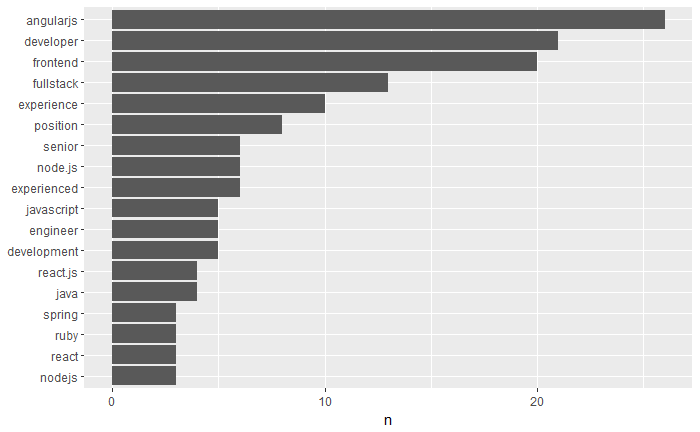 angularjs
developer
frontend
fullstack
experience
position
senior
node.js
experienced
javascript
engineer
development
react.js
java
spring
ruby
react
nodejs
0 10 20
n